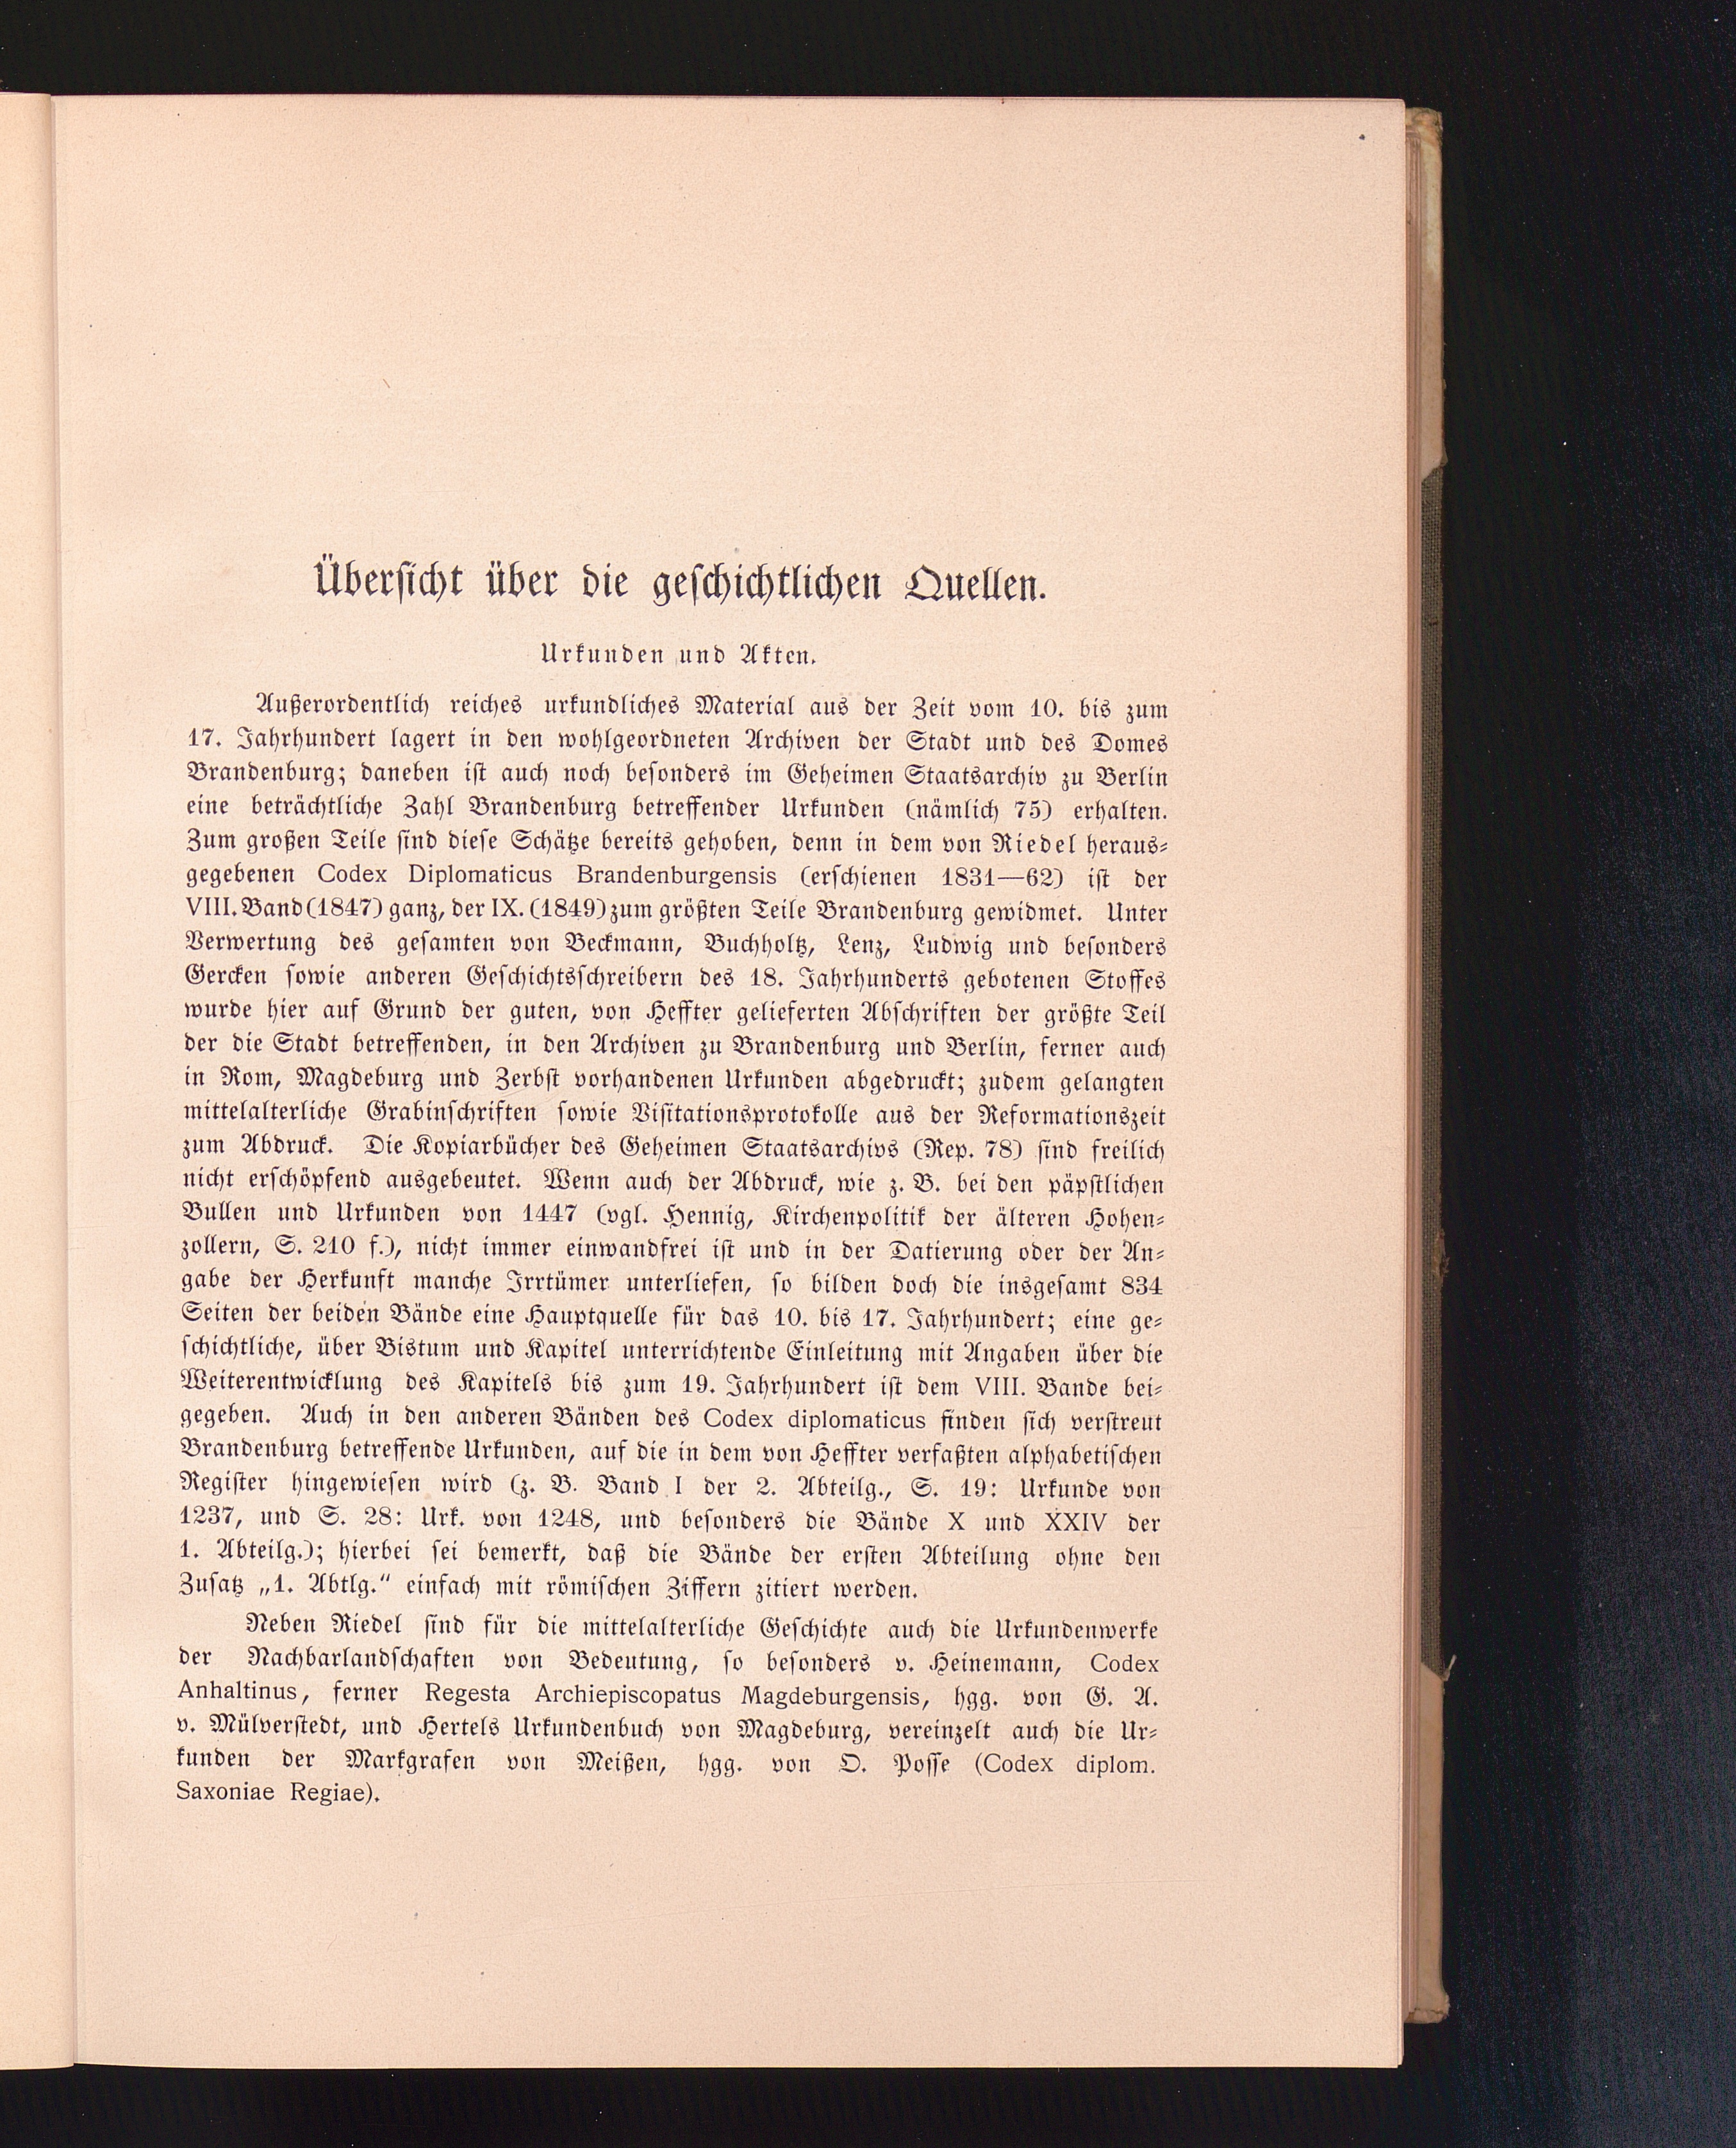 Übersicht über die geschichtlichen Quellen.
Urkunden und Akten.
Außerordentlich reiches urkundliches Material aus der Zeit vom 10. bis zum
17. Jahrhundert lagert in den wohlgeordneten Archiven der Stadt und des Domes
Brandenburg; daneben ist auch noch besonders im Geheimen Staatsarchiv zu Berlin
eine beträchtliche Zahl Brandenburg betreffender Urkunden (nämlich 75) erhalten.
Zum großen Teile sind diese Schätze bereits gehoben, denn in dem von Riedel heraus-
gegebenen Codex Diplomaticus Brandenburgensis (erschienen 1831—62) ist der
VIII. Band (1847) ganz, der IX. (1849) zum größten Teile Brandenburg gewidmet. Unter
Verwertung des gesamten von Beckmann, Buchholtz, Lenz, Ludwig und besonders
Gercken sowie anderen Geschichtsschreibern des 18. Jahrhunderts gebotenen Stoffes
wurde hier auf Grund der guten, von Heffter gelieferten Abschriften der größte Teil
der die Stadt betreffenden, in den Archiven zu Brandenburg und Berlin, ferner auch
in Rom, Magdeburg und Zerbst vorhandenen Urkunden abgedruckt; zudem gelangten
mittelalterliche Grabinschriften sowie Visitationsprotokolle aus der Reformationszeit
zum Abdruck. Die Kopiarbücher des Geheimen Staatsarchivs (Rep. 78) sind freilich
nicht erschöpfend ausgebeutet. Wenn auch der Abdruck, wie z. B. bei den päpstlichen
Bullen und Urkunden von 1447 (vgl. Hennig, Kirchenpolitik der älteren Hohen-
zollern, S. 210 f.), nicht immer einwandfrei ist und in der Datierung oder der An-
gabe der Herkunft manche Irrtümer unterliefen, so bilden doch die insgesamt 834
Seiten der beiden Bände eine Hauptquelle für das 10. bis 17. Jahrhundert; eine ge-
schichtliche, über Bistum und Kapitel unterrichtende Einleitung mit Angaben über die
Weiterentwicklung des Kapitels bis zum 19. Jahrhundert ist dem VIII. Bande bei-
gegeben. Auch in den anderen Bänden des Codex diplomaticus finden sich verstreut
Brandenburg betreffende Urkunden, auf die in dem von Heffter verfaßten alphabetischen
Register hingewiesen wird (z. B. Band I der 2. Abteilg., S. 19: Urkunde von
1237, und S. 28: Urk. von 1248, und besonders die Bände X und XXIV der
1. Abteilg.); hierbei sei bemerkt, daß die Bände der ersten Abteilung ohne den
Zusatz „1. Abtlg.“ einfach mit römischen Ziffern zitiert werden.
Neben Riedel sind für die mittelalterliche Geschichte auch die Urkundenwerke
der Nachbarlandschaften von Bedeutung, so besonders v. Heinemann, Codex
Anhaltinus, ferner Regesta Archiepiscopatus Magdeburgensis, hgg. von G. A.
v. Mülverstedt, und Hertels Urkundenbuch von Magdeburg, vereinzelt auch die Ur-
kunden der Markgrafen von Meißen, hgg. von O. Posse (Codex diplom.
Saxoniae Regiae).